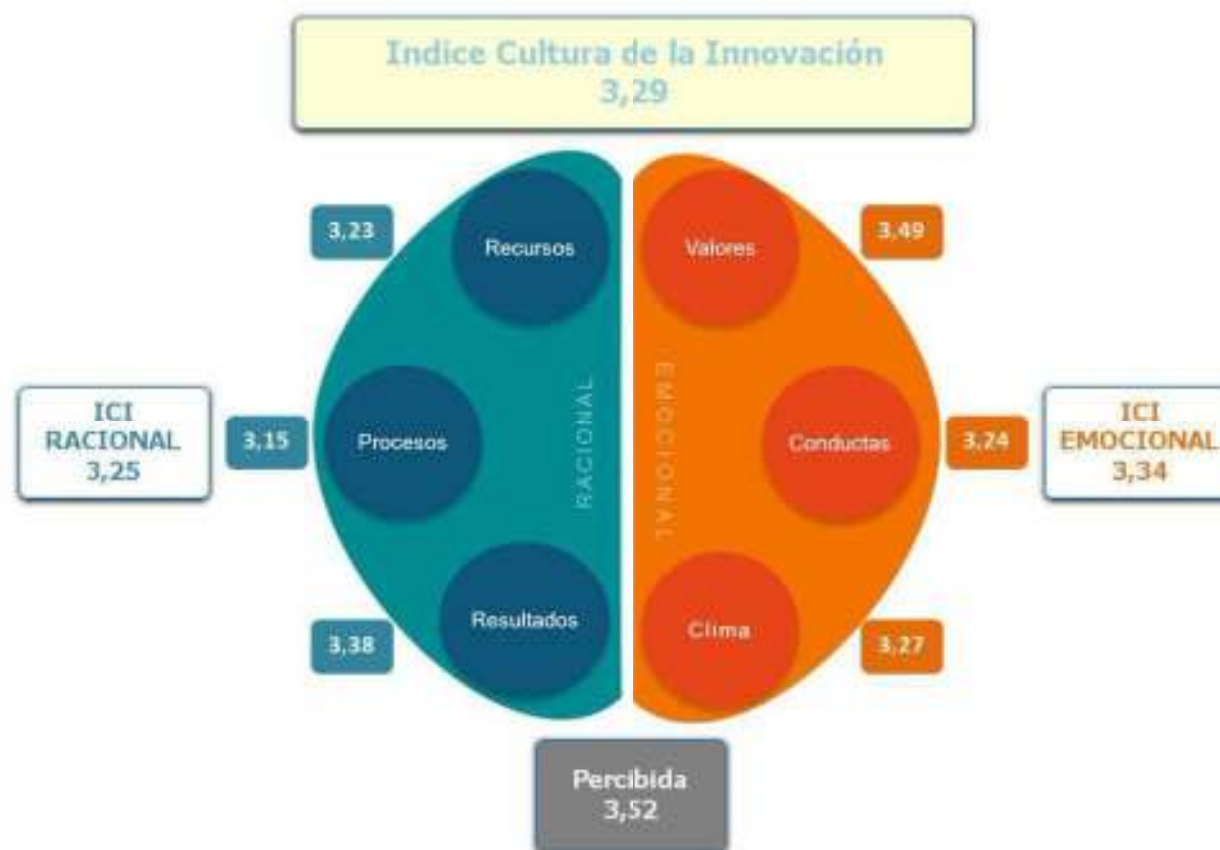 Indice Cultura de la Innovación
3,29
3,23
Recursos
Valores
3,49
ICI
RACIONAL
3,25
3,15
Procesos
RACIONAL
EMOCIONAL
Conductas
3,24
ICI
EMOCIONAL
3,34
3,38
Resultados
Clima
3,27
Percibida
3,52